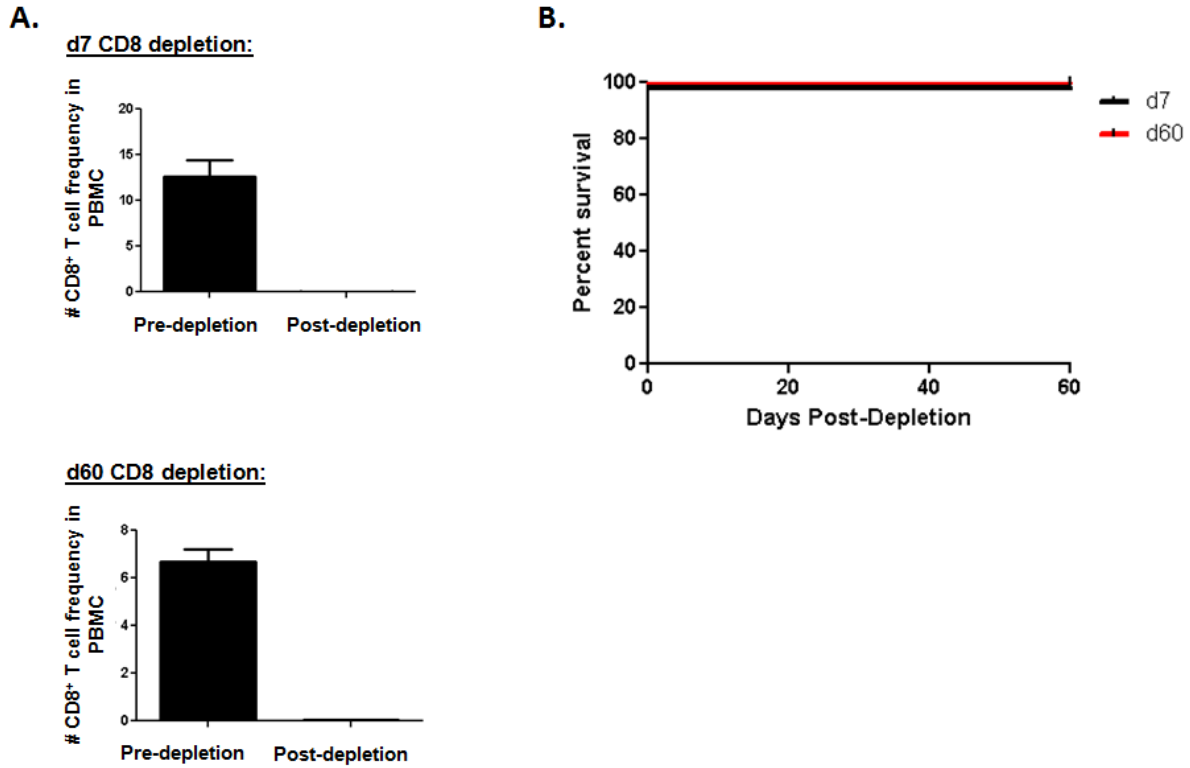 A.
d7 CD8 depletion:
# CD8⁺ T cell frequency in
PBMC
20
15
10
5
0
Pre-depletion
Post-depletion
d60 CD8 depletion:
# CD8⁺ T cell frequency in
PBMC
8
6
4
2
0
Pre-depletion
Post-depletion
B.
Percent survival
100
80
60
40
20
0
0
20
40
60
Days Post-Depletion
d7
d60